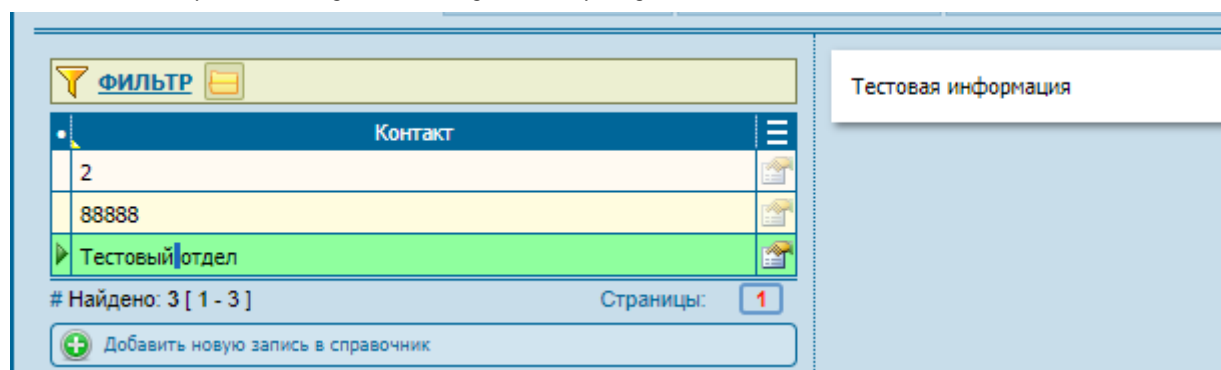 ФИЛЬТР
Контакт
2
88888
Тестовый отдел
# Найдено: 3 [ 1 - 3 ] Страницы: 1
Добавить новую запись в справочник
Тестовая информация